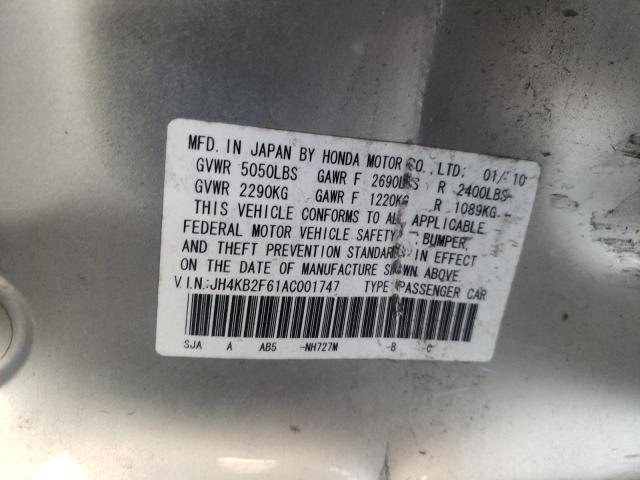 MFD. IN JAPAN BY HONDA MOTOR CO., LTD: 01/10
GVWR 5050LBS GAWR F 2690LBS R 2400LBS
GVWR 2290KG GAWR F 1220KG R 1089KG
THIS VEHICLE CONFORMS TO ALL APPLICABLE
FEDERAL MOTOR VEHICLE SAFETY BUMPER,
AND THEFT PREVENTION STANDARDS IN EFFECT
ON THE DATE OF MANUFACTURE SHOWN ABOVE.
V.I.N.:JH4KB2F61AC001747 TYPE:PASSENGER CAR
SJA A AB5 -NH727M -B -C